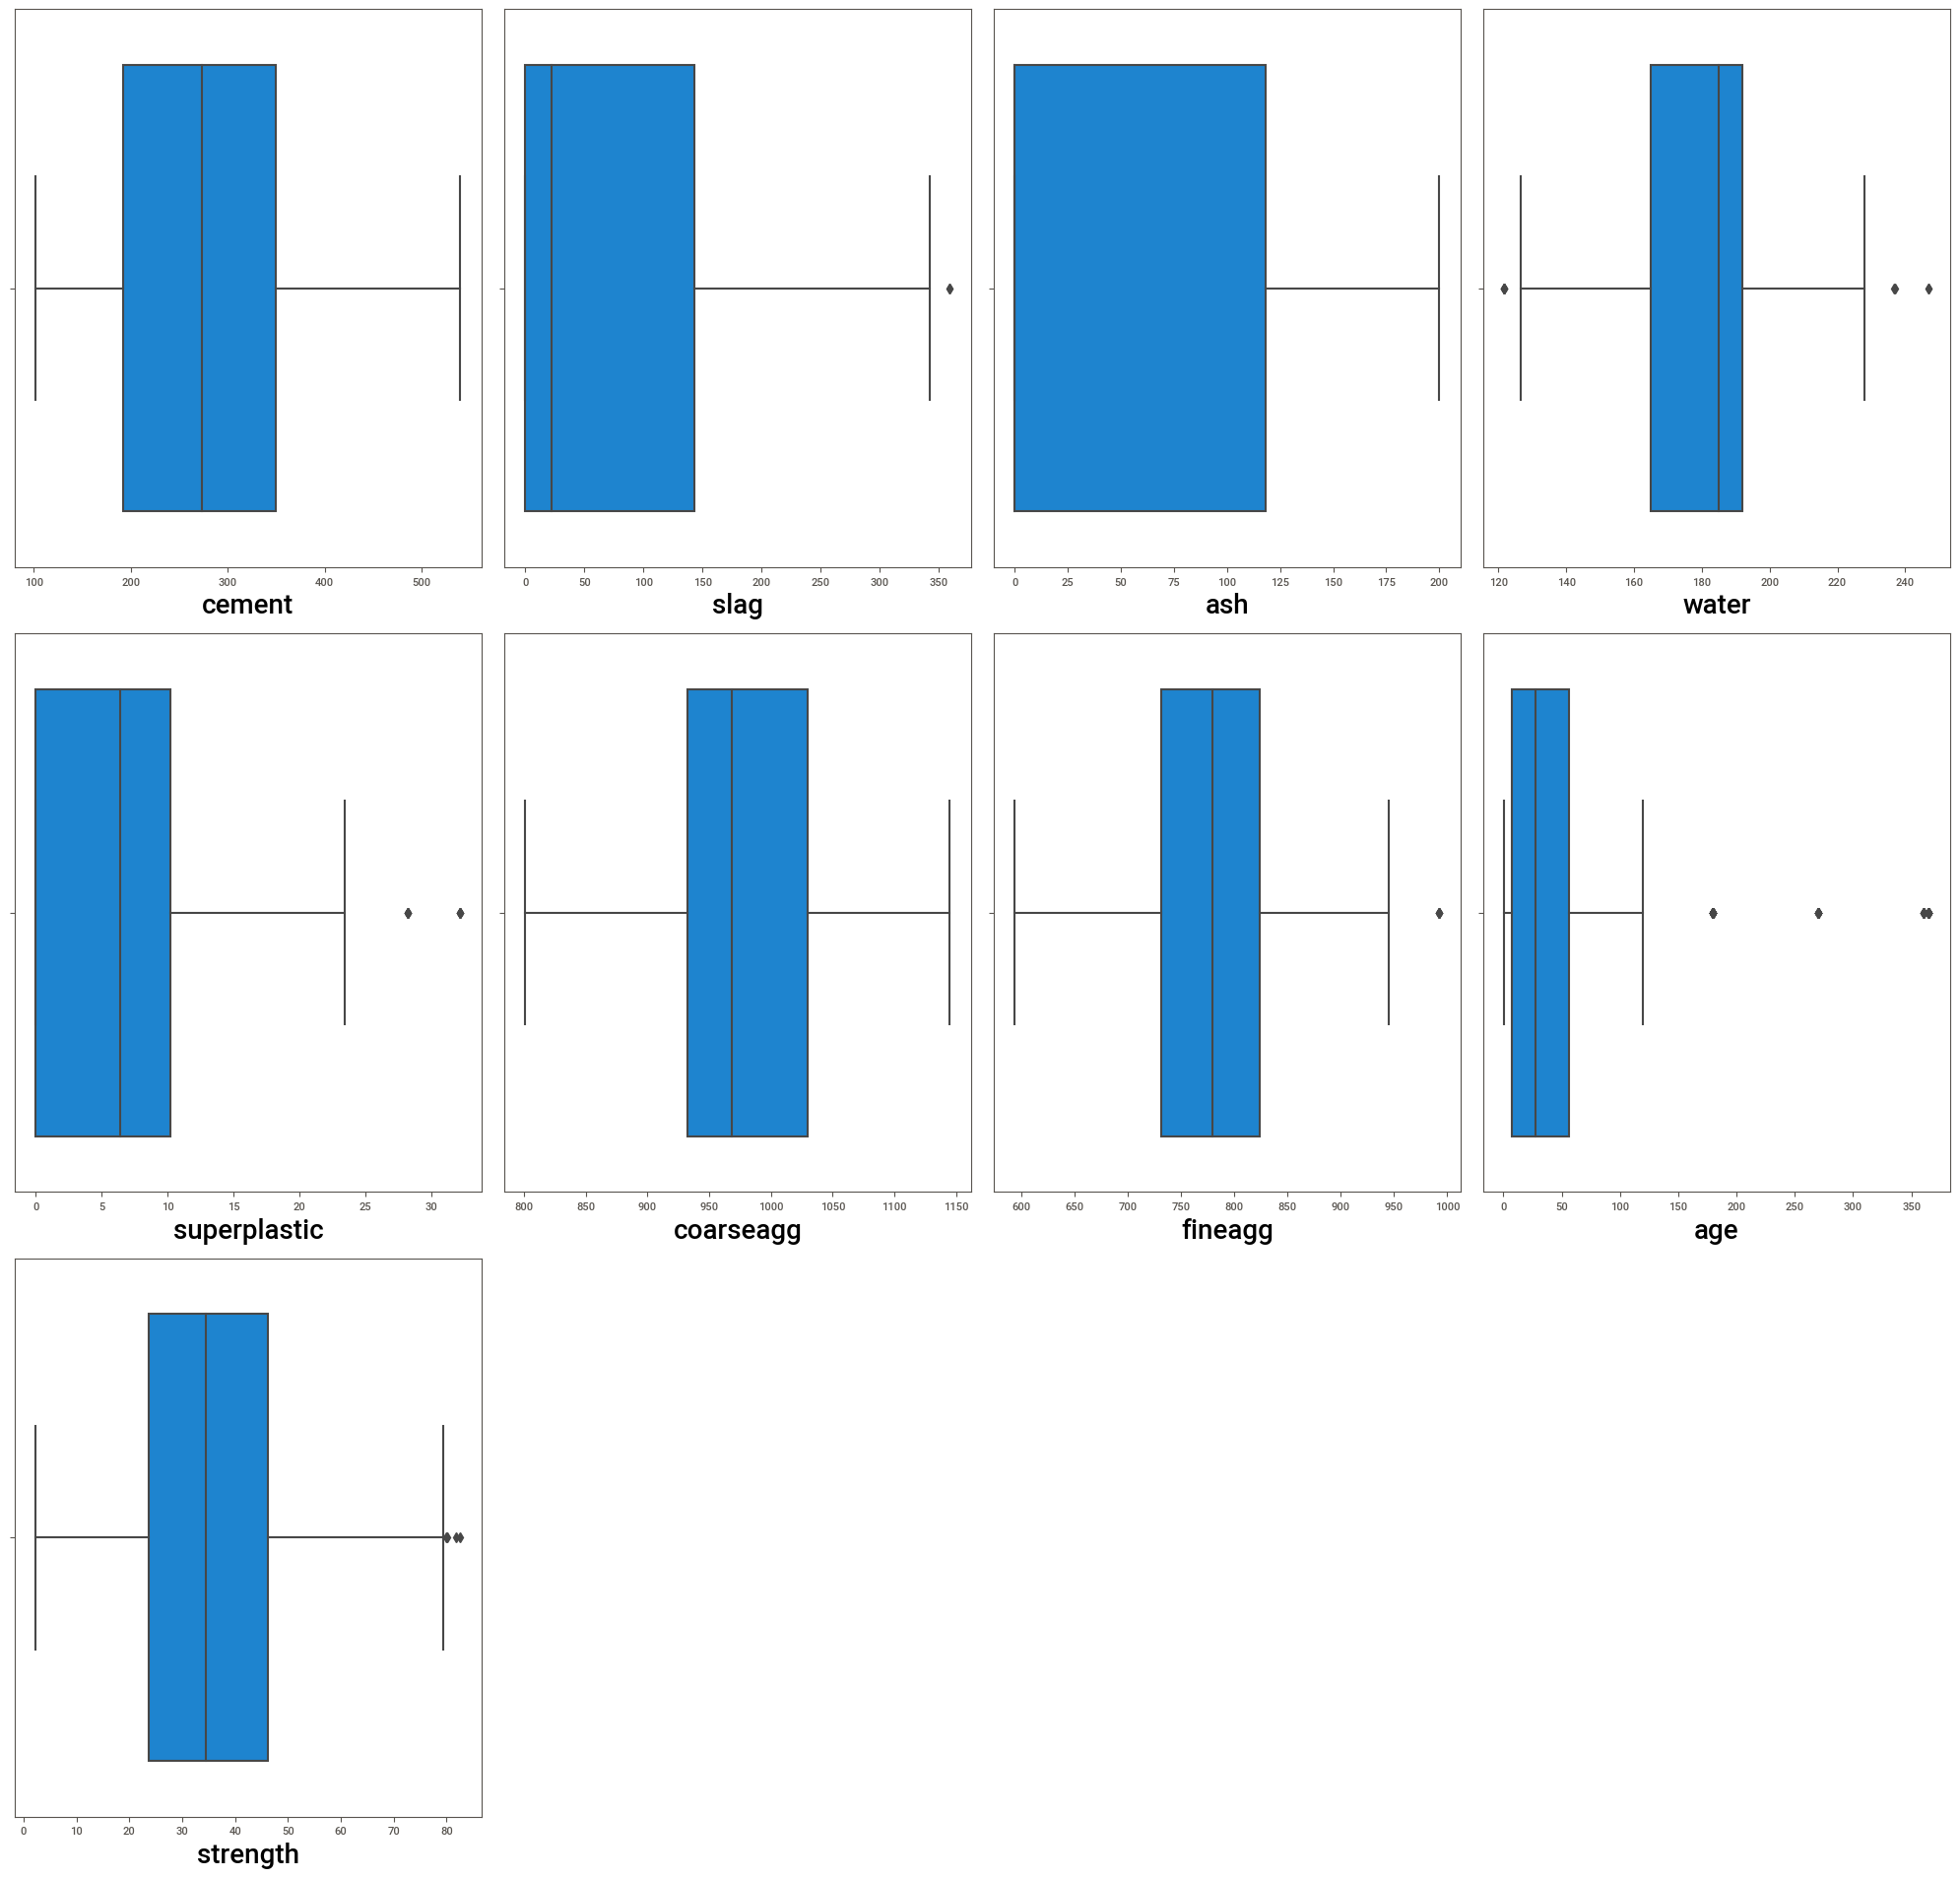 100 200 300 400 500
cement
0 50 100 150 200 250 300 350
slag
0 25 50 75 100 125 150 175 200
ash
120 140 160 180 200 220 240
water
0 5 10 15 20 25 30
superplastic
800 850 900 950 1000 1050 1100 1150
coarseagg
600 650 700 750 800 850 900 950 1000
fineagg
0 50 100 150 200 250 300 350
age
0 10 20 30 40 50 60 70 80
strength